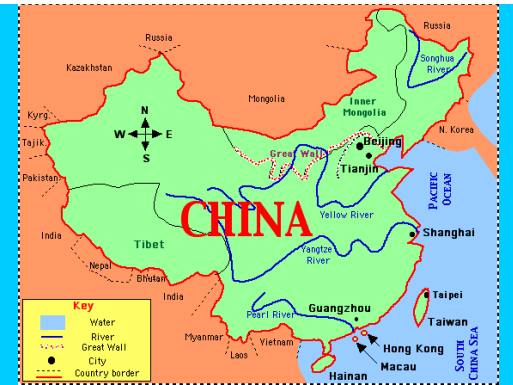 Russia
Russia
Songhua
River
Kazakhstan
Mongolia
Inner
Mongolia
N
W
E
S
Kyrg.
N. Korea
Tajik.
Beijing
Great Wall
Tianjin
Pakistan
PACIFIC
OCEAN
Yellow River
CHINA
India
Shanghai
Tibet
Yangtze
River
Nepal
Bhutan
India
Taipei
Key
Water
River
Great Wall
City
Country border
Pearl River
Guangzhou
Taiwan
Myanmar
Vietnam
Laos
Hong Kong
Macau
Hainan
SOUTH
CHINA SEA